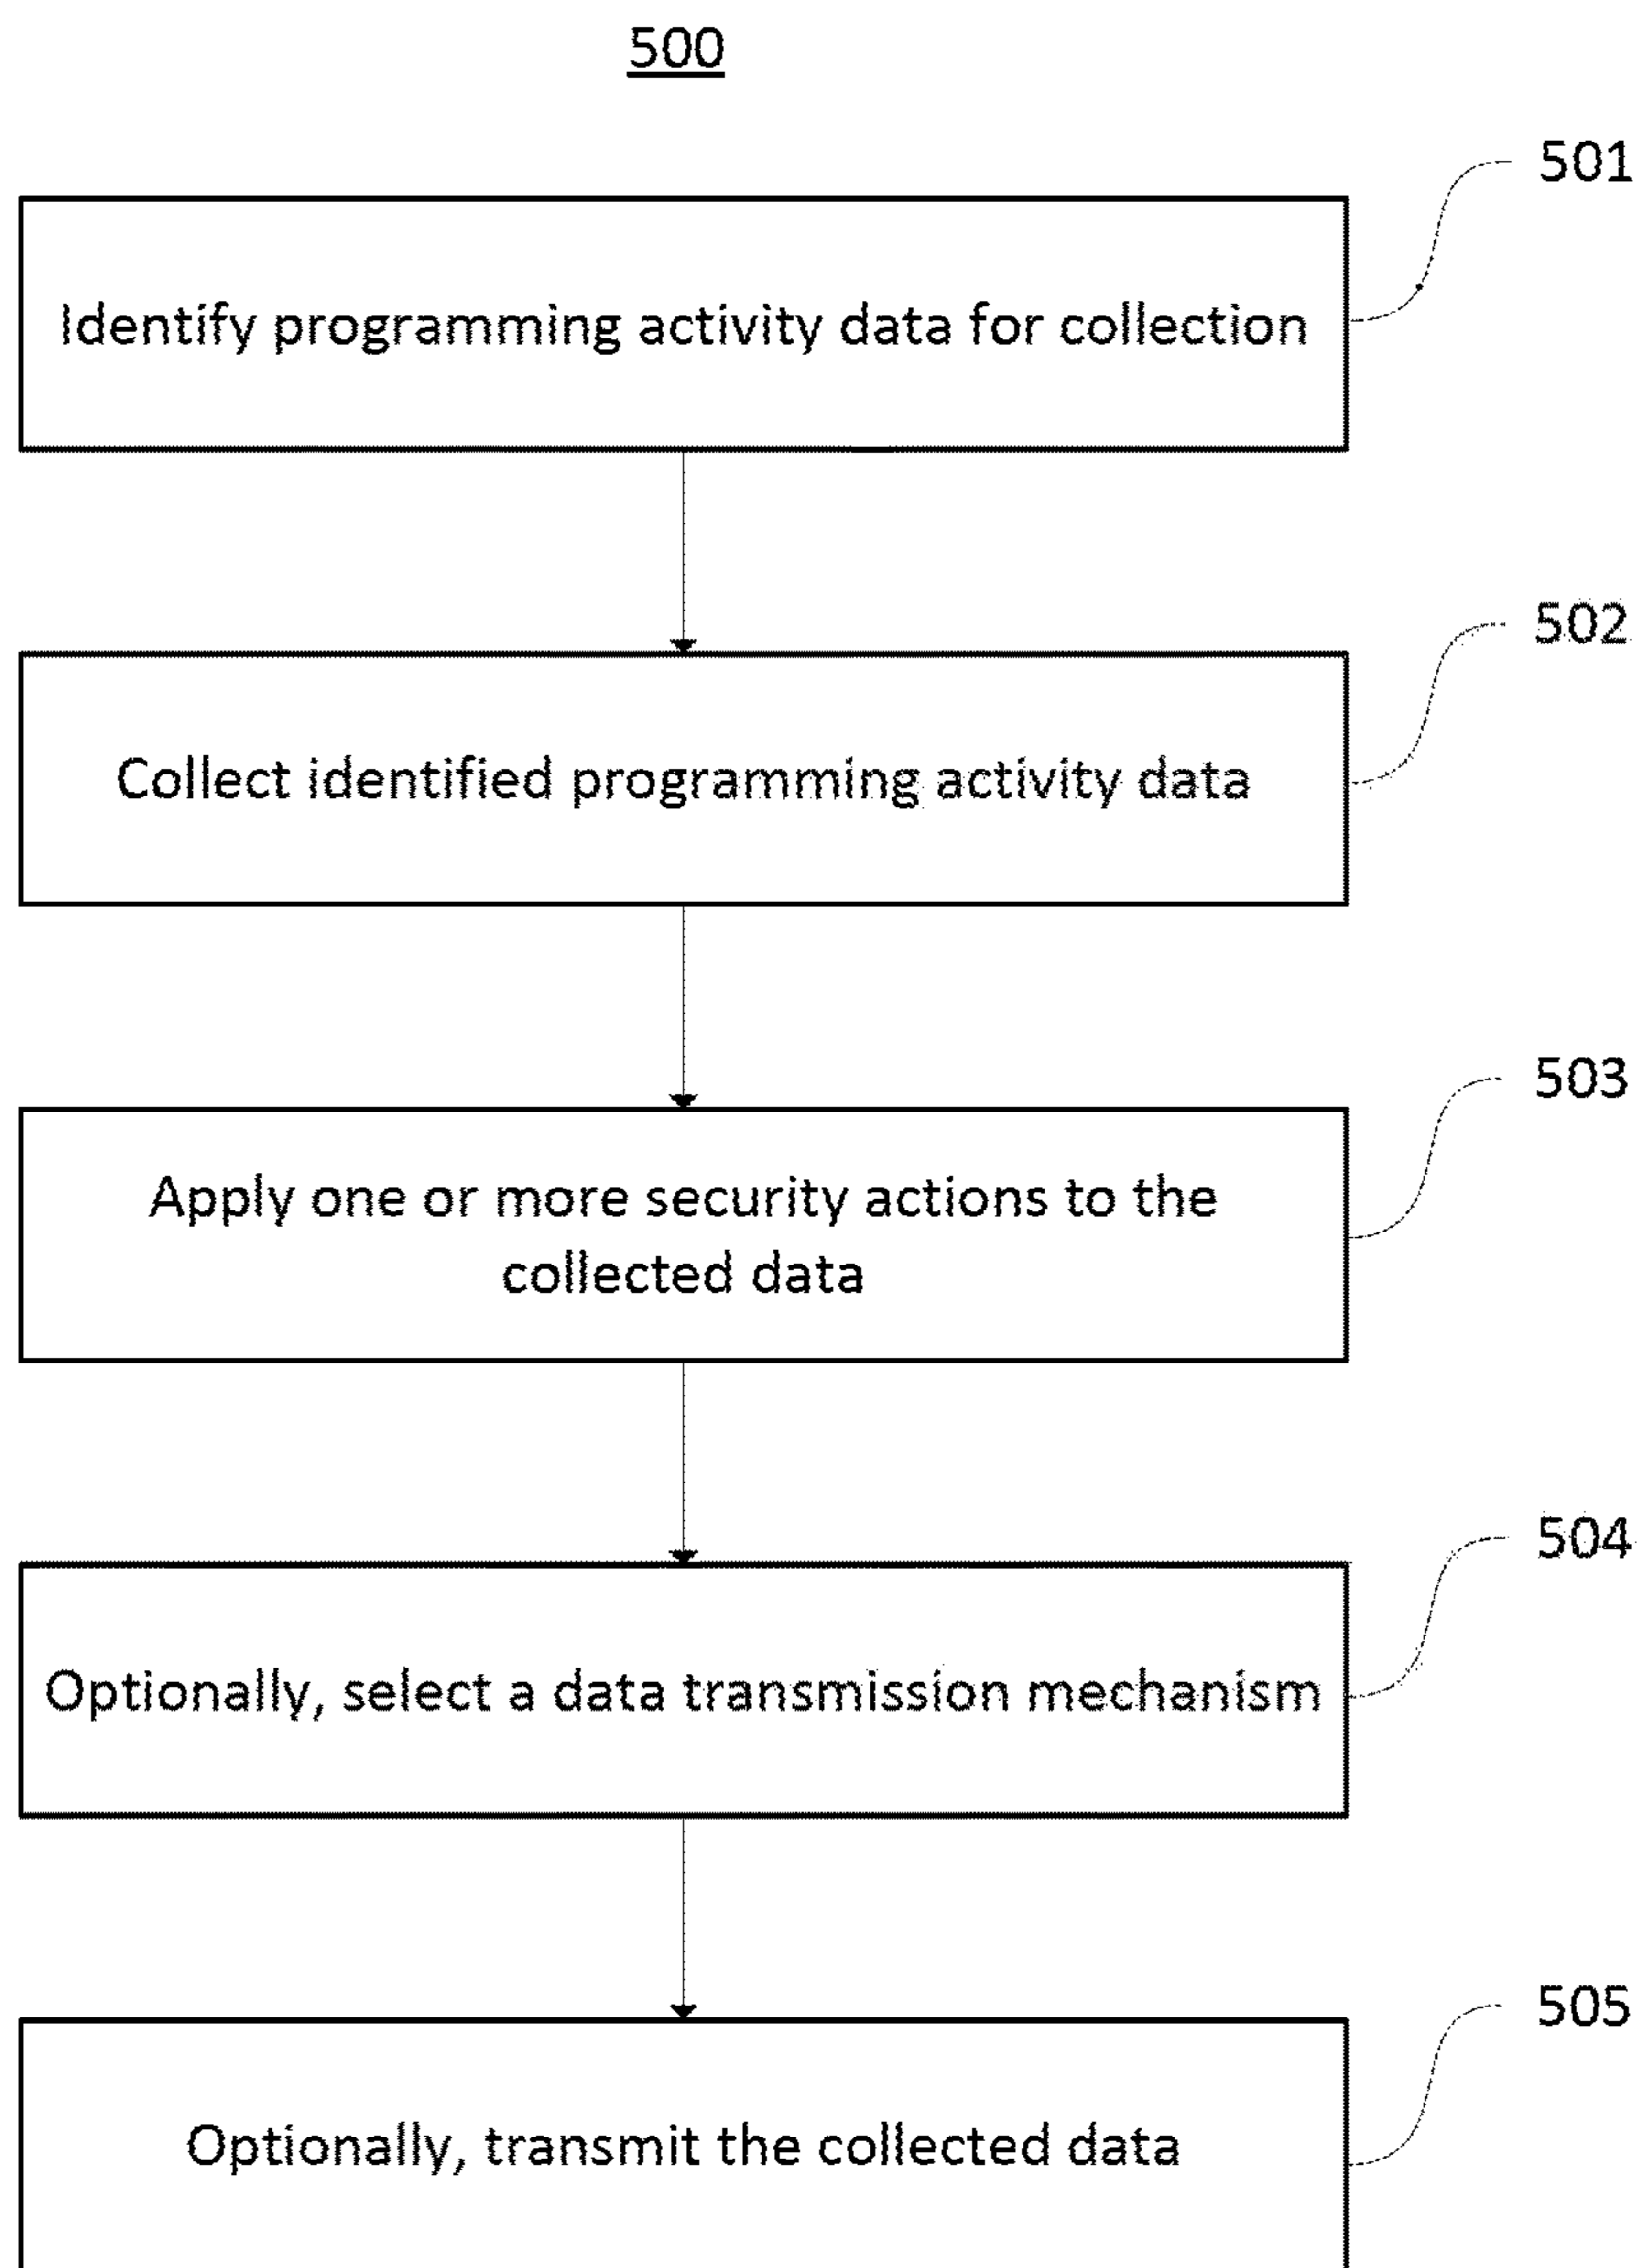 500
501
Identify programming activity data for collection
502
Collect identified programming activity data
503
Apply one or more security actions to the
collected data
504
Optionally, select a data transmission mechanism
505
Optionally, transmit the collected data